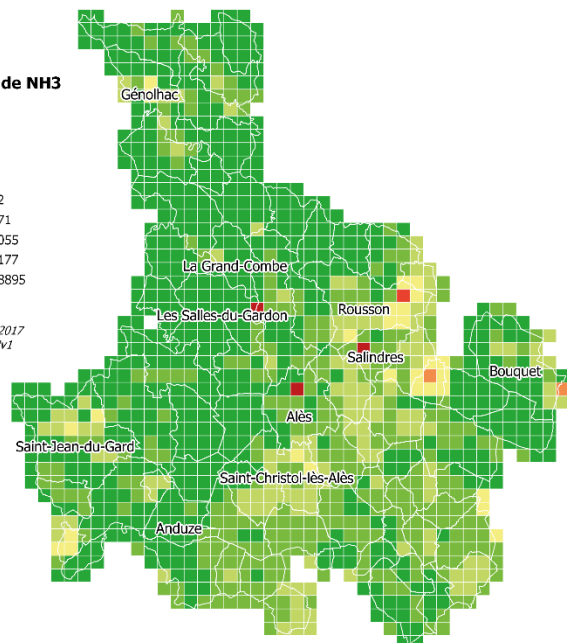 de NH3
2
71
055
177
8895
2017
v1
Génolhac
La Grand-Combe
Les Salles-du-Gardon
Rousson
Salindres
Bouquet
Alès
Saint-Jean-du-Gard
Saint-Christol-lès-Alès
Anduze